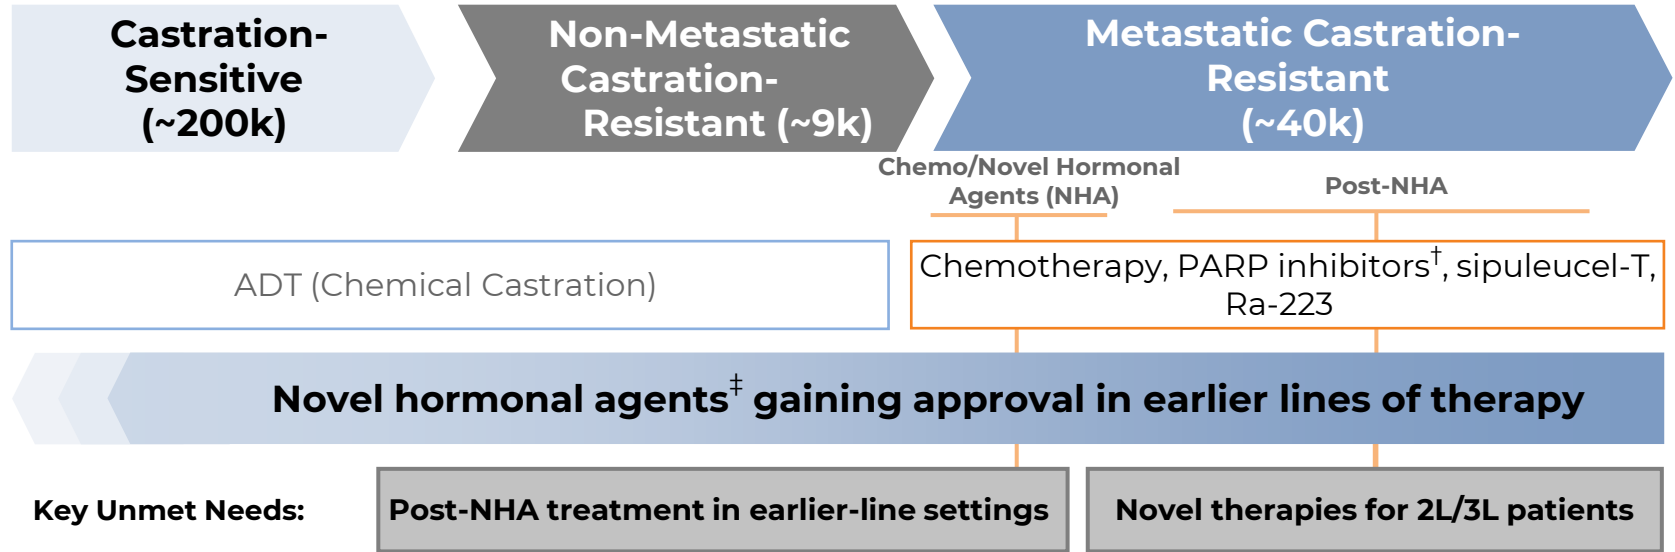 Castration-
Sensitive
(~200k)
Non-Metastatic
Castration-
Resistant (~9k)
Metastatic Castration-
Resistant
(~40k)
Chemo/Novel Hormonal
Agents (NHA)
Post-NHA
ADT (Chemical Castration)
Chemotherapy, PARP inhibitors†, sipuleucel-T,
Ra-223
Novel hormonal agents‡ gaining approval in earlier lines of therapy
Key Unmet Needs:
Post-NHA treatment in earlier-line settings
Novel therapies for 2L/3L patients